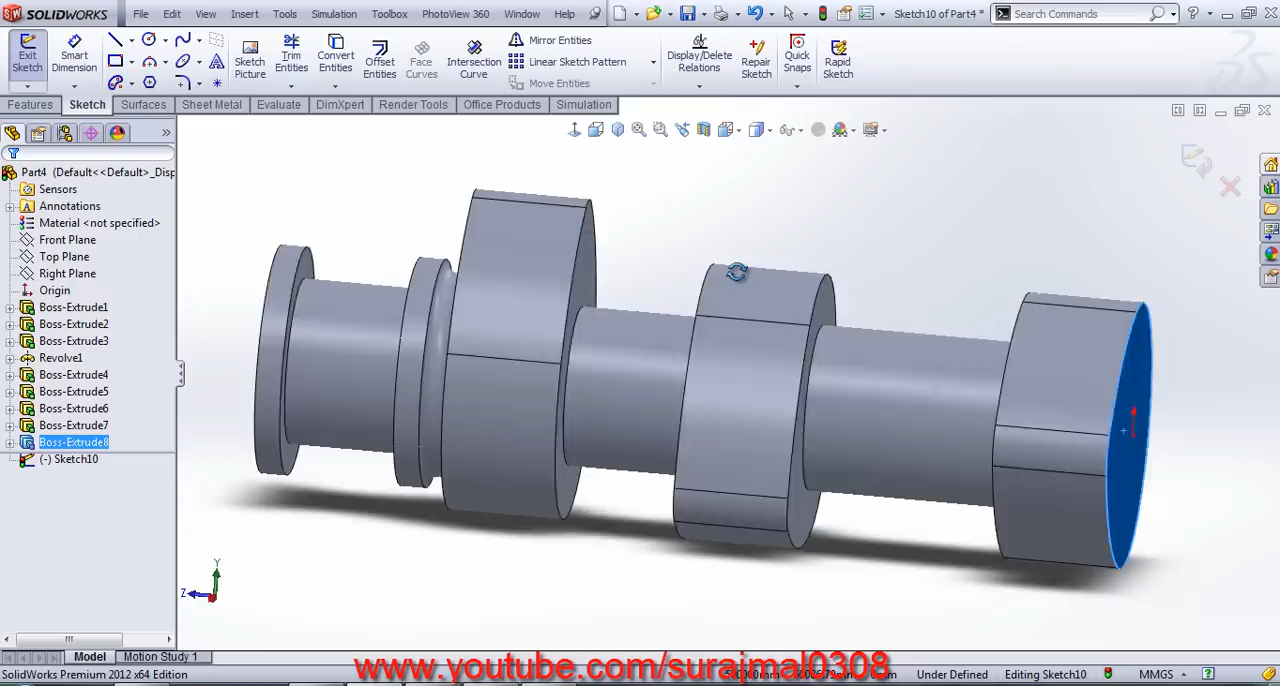 SOLIDWORKS File Edit View Insert Tools Simulation Toolbox PhotoView 360 Window Help Sketch10 of Part4 * Search Commands
Exit Sketch
Smart Dimension
Sketch Picture
Trim Entities
Convert Entities
Offset Entities
Face Curves
Intersection Curve
Mirror Entities
Linear Sketch Pattern
Move Entities
Display/Delete Relations
Repair Sketch
Quick Snaps
Rapid Sketch
Features Sketch Surfaces Sheet Metal Evaluate DimXpert Render Tools Office Products Simulation
Part4 (Default<<Default>_Disp
Sensors
Annotations
Material <not specified>
Front Plane
Top Plane
Right Plane
Origin
Boss-Extrude1
Boss-Extrude2
Boss-Extrude3
Revolve1
Boss-Extrude4
Boss-Extrude5
Boss-Extrude6
Boss-Extrude7
Boss-Extrude8
(-) Sketch10
Y
Z
Model Motion Study 1
www.youtube.com/surajmal0308
SolidWorks Premium 2012 x64 Edition Under Defined Editing Sketch10 MMGS